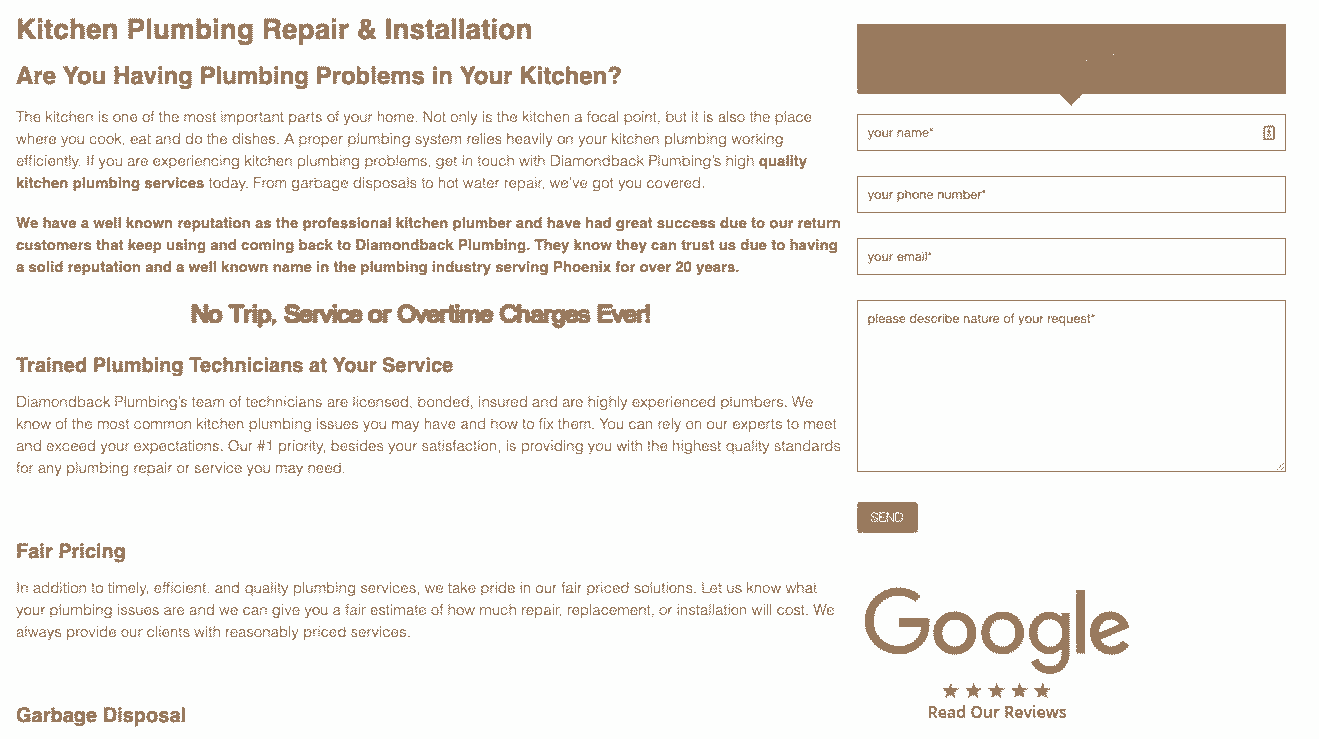 Kitchen Plumbing Repair & Installation
Are You Having Plumbing Problems in Your Kitchen?
The kitchen is one of the most important parts of your home. Not only is the kitchen a focal point, but it is also the place
where you cook, eat and do the dishes. A proper plumbing system relies heavily on your kitchen plumbing working
efficiently. If you are experiencing kitchen plumbing problems, get in touch with Diamondback Plumbing's high quality
kitchen plumbing services today. From garbage disposals to hot water repair, we've got you covered.
We have a well known reputation as the professional kitchen plumber and have had great success due to our return
customers that keep using and coming back to Diamondback Plumbing. They know they can trust us due to having
a solid reputation and a well known name in the plumbing industry serving Phoenix for over 20 years.
No Trip, Service or Overtime Charges Ever!
Trained Plumbing Technicians at Your Service
Diamondback Plumbing's team of technicians are licensed, bonded, insured and are highly experienced plumbers. We
know of the most common kitchen plumbing issues you may have and how to fix them. You can rely on our experts to meet
and exceed your expectations. Our #1 priority, besides your satisfaction, is providing you with the highest quality standards
for any plumbing repair or service you may need.
Fair Pricing
In addition to timely, efficient, and quality plumbing services, we take pride in our fair priced solutions. Let us know what
your plumbing issues are and we can give you a fair estimate of how much repair, replacement, or installation will cost. We
always provide our clients with reasonably priced services.
Garbage Disposal
your name*
your phone number*
your email*
please describe nature of your request*
SEND
Google
Read Our Reviews